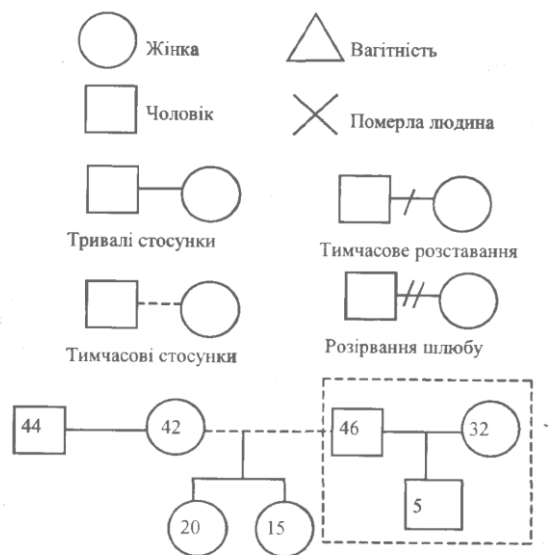 Жінка
Вагітність
Чоловік
Померла людина
Тривалі стосунки
Тимчасове розставання
Тимчасові стосунки
Розірвання шлюбу
44
42
46
32
5
20
15